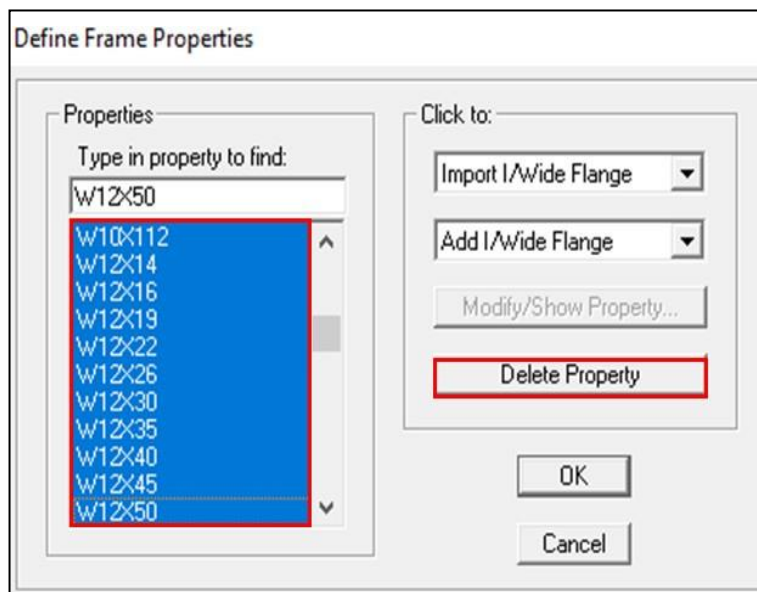 Define Frame Properties
Properties
Type in property to find:
W12X50
W10X112
W12X14
W12X16
W12X19
W12X22
W12X26
W12X30
W12X35
W12X40
W12X45
W12X50
Click to:
Import I/Wide Flange
Add I/Wide Flange
Modify/Show Property...
Delete Property
OK
Cancel